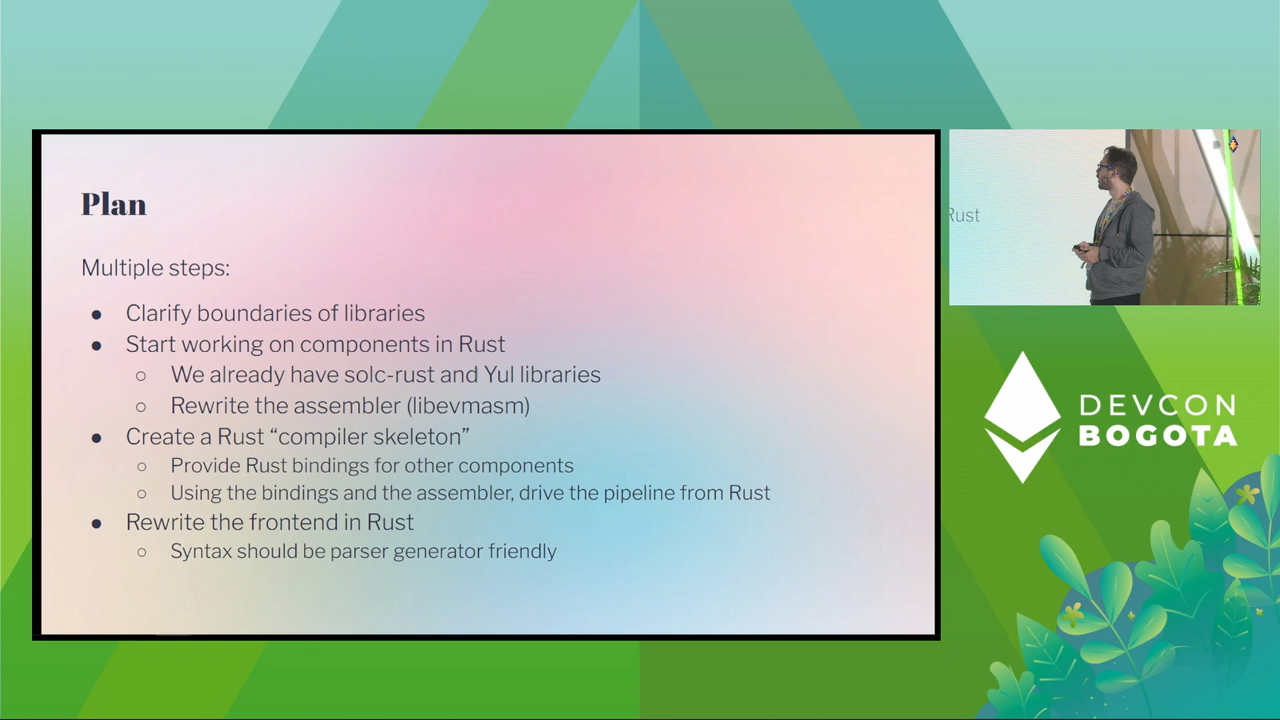 Plan
Multiple steps:
● Clarify boundaries of libraries
● Start working on components in Rust
○ We already have solc-rust and Yul libraries
○ Rewrite the assembler (libevmasm)
● Create a Rust “compiler skeleton”
○ Provide Rust bindings for other components
○ Using the bindings and the assembler, drive the pipeline from Rust
● Rewrite the frontend in Rust
○ Syntax should be parser generator friendly
Rust
DEVCON
BOGOTA